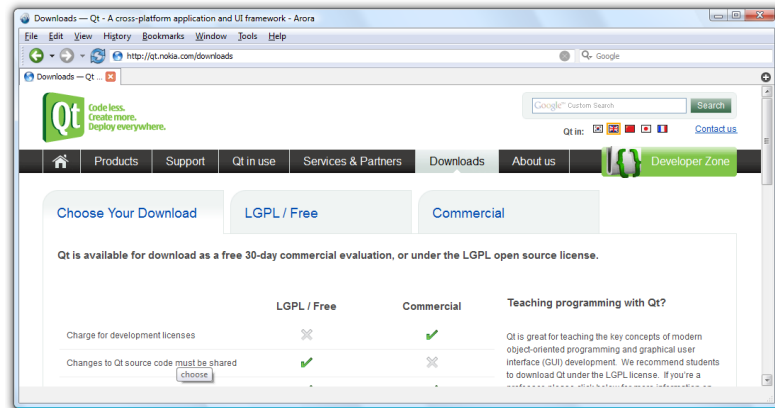 Downloads — Qt - A cross-platform application and UI framework - Arora
File Edit View History Bookmarks Window Tools Help
http://qt.nokia.com/downloads
Google
Downloads — Qt ...
Qt
Code less.
Create more.
Deploy everywhere.
Google™ Custom Search
Search
Qt in:
Contact us
Products Support Qt in use Services & Partners Downloads About us Developer Zone
Choose Your Download LGPL / Free Commercial
Qt is available for download as a free 30-day commercial evaluation, or under the LGPL open source license.
LGPL / Free Commercial
Teaching programming with Qt?
Charge for development licenses
Changes to Qt source code must be shared
choose
Qt is great for teaching the key concepts of modern
object-oriented programming and graphical user
interface (GUI) development. We recommend students
to download Qt under the LGPL license. If you're a